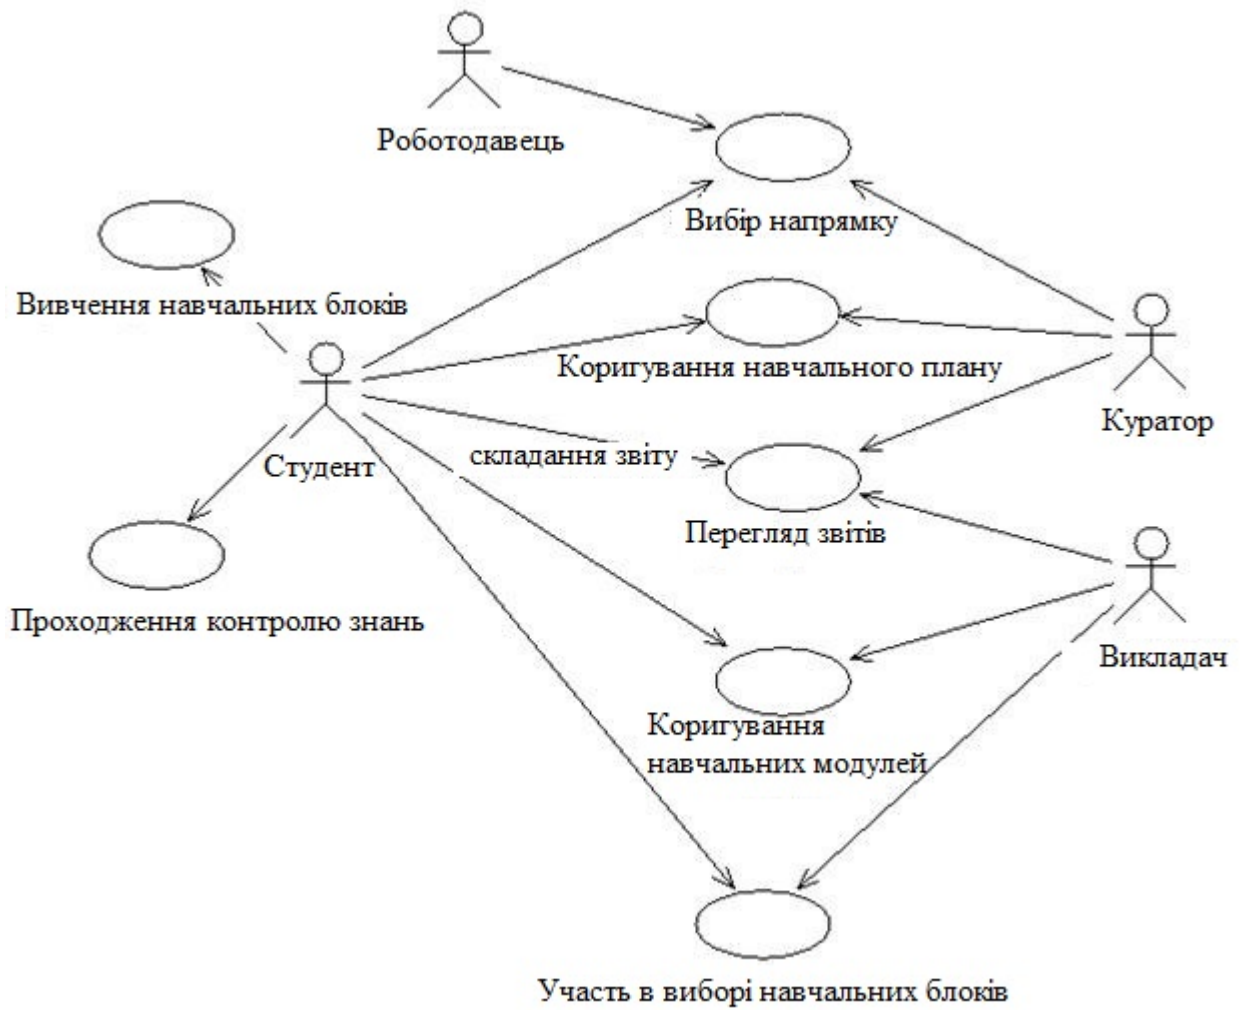 Роботодавець
Вибір напрямку
Вивчення навчальних блоків
Коригування навчального плану
Куратор
Студент
складання звіту
Перегляд звітів
Проходження контролю знань
Викладач
Коригування
навчальних модулей
Участь в виборі навчальних блоків